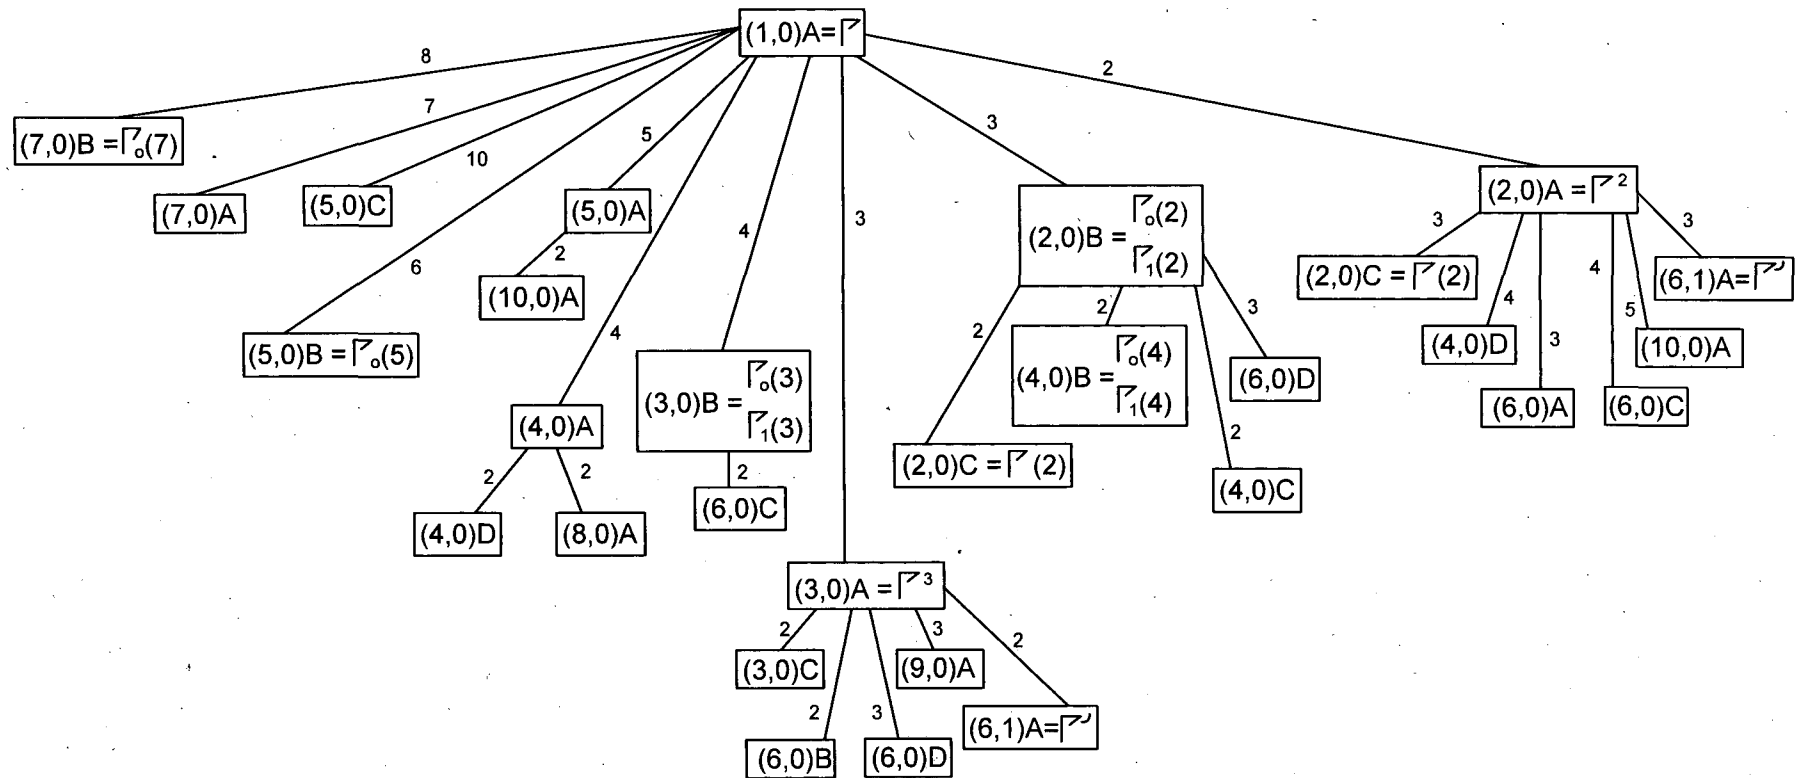 (1,0)A=Γ
8
2
7
3
5
10
(7,0)B =Γo(7)
(2,0)A = Γ 2
(7,0)A
(5,0)C
(5,0)A
3
3
3
4
Γo(2)
(2,0)B =
Γ1(2)
2
6
(10,0)A
(2,0)C = Γ (2)
4
4
(6,1)A=Γ'
5
3
(5,0)B = Γo(5)
4
2
2
3
(4,0)D
(10,0)A
Γo(3)
(3,0)B =
Γ1(3)
Γo(4)
(4,0)B =
Γ1(4)
(6,0)D
(6,0)A
(6,0)C
(4,0)A
2
2
2
2
(2,0)C = Γ (2)
(4,0)C
(6,0)C
(4,0)D
(8,0)A
(3,0)A = Γ 3
2
3
2
(3,0)C
(9,0)A
2
3
(6,1)A=Γ'
(6,0)B
(6,0)D